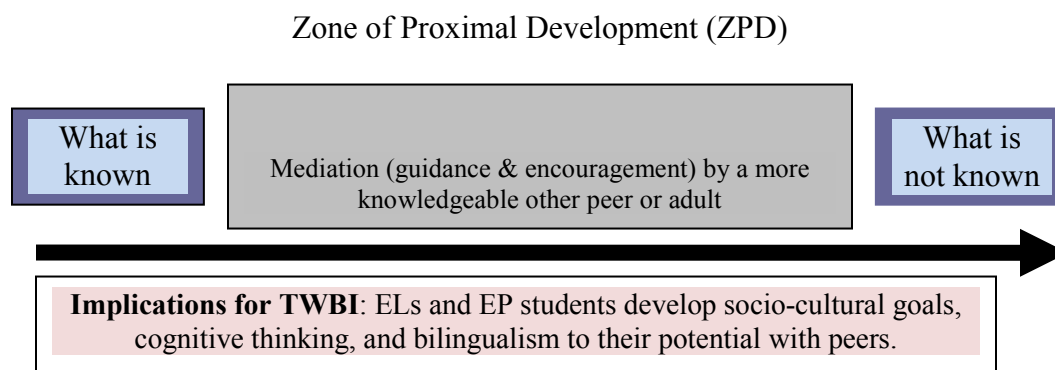 Zone of Proximal Development (ZPD)
What is
known
Mediation (guidance & encouragement) by a more
knowledgeable other peer or adult
What is
not known
Implications for TWBI: ELs and EP students develop socio-cultural goals,
cognitive thinking, and bilingualism to their potential with peers.